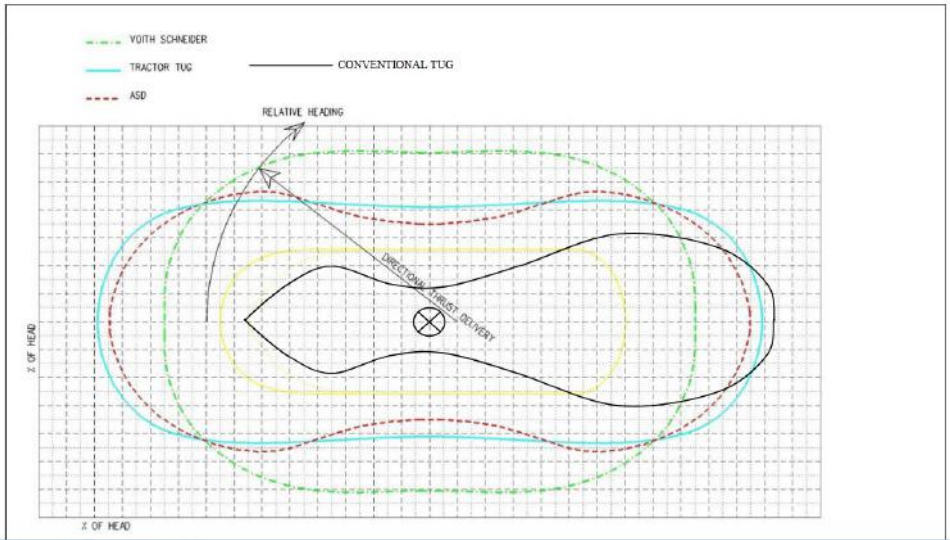 VOITH SCHNEIDER
TRACTOR TUG
CONVENTIONAL TUG
ASD
RELATIVE HEADING
DIRECTIONAL THRUST DELIVERY
% OF HEAD
% OF HEAD